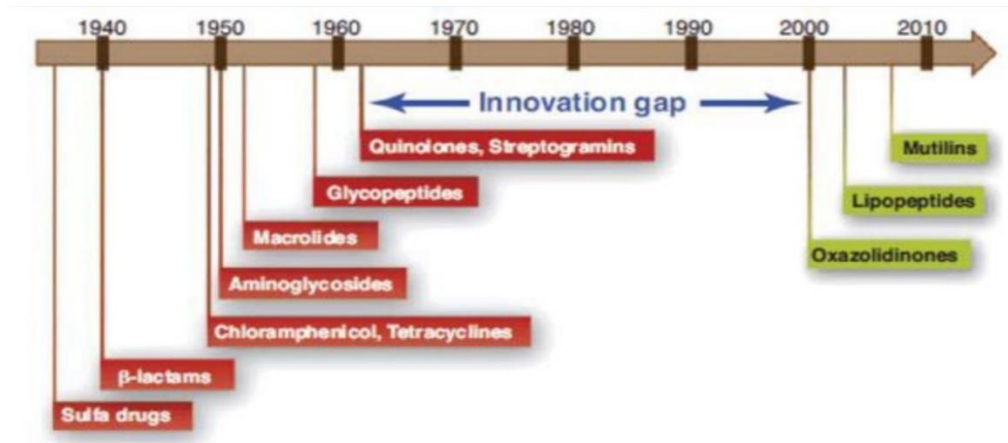 1940 1950 1960 1970 1980 1990 2000 2010
Innovation gap
Quinolones, Streptogramins
Mutilins
Glycopeptides
Lipopeptides
Macrolides
Oxazolidinones
Aminoglycosides
Chloramphenicol, Tetracyclines
β-lactams
Sulfa drugs